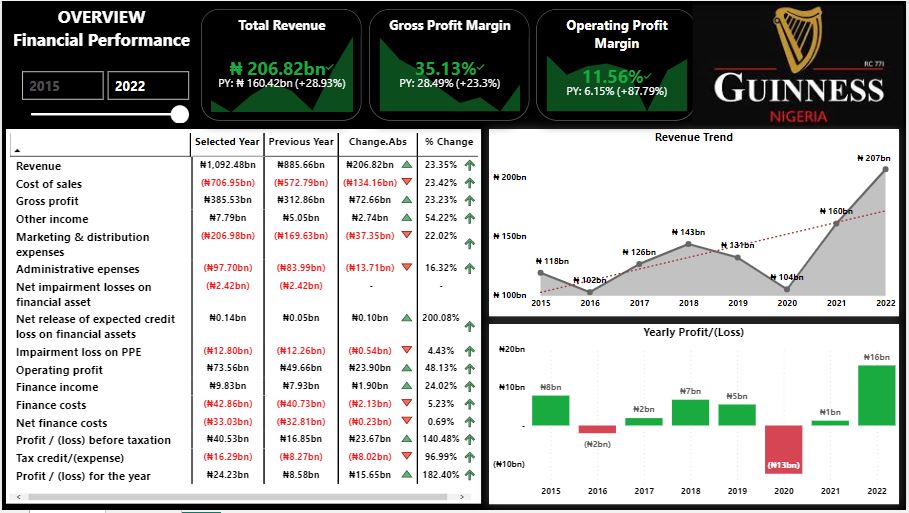 OVERVIEW
Financial Performance
2015
2022
Total Revenue
₦ 206.82bn✓
PY: ₦ 160.42bn (+28.93%)
Gross Profit Margin
35.13%✓
PY: 28.49% (+23.3%)
Operating Profit
Margin
11.56%✓
PY: 6.15% (+87.79%)
RC 771
GUINNESS
NIGERIA
Selected Year Previous Year Change.Abs % Change
Revenue ₦1,092.48bn ₦885.66bn ₦206.82bn 23.35%
Cost of sales (₦706.95bn) (₦572.79bn) (₦134.16bn) 23.42%
Gross profit ₦385.53bn ₦312.86bn ₦72.66bn 23.23%
Other income ₦7.79bn ₦5.05bn ₦2.74bn 54.22%
Marketing & distribution
expenses (₦206.98bn) (₦169.63bn) (₦37.35bn) 22.02%
Administrative epenses (₦97.70bn) (₦83.99bn) (₦13.71bn) 16.32%
Net impairment losses on
financial asset (₦2.42bn) (₦2.42bn) - -
Net release of expected credit
loss on financial assets ₦0.14bn ₦0.05bn ₦0.10bn 200.08%
Impairment loss on PPE (₦12.80bn) (₦12.26bn) (₦0.54bn) 4.43%
Operating profit ₦73.56bn ₦49.66bn ₦23.90bn 48.13%
Finance income ₦9.83bn ₦7.93bn ₦1.90bn 24.02%
Finance costs (₦42.86bn) (₦40.73bn) (₦2.13bn) 5.23%
Net finance costs (₦33.03bn) (₦32.81bn) (₦0.23bn) 0.69%
Profit / (loss) before taxation ₦40.53bn ₦16.85bn ₦23.67bn 140.48%
Tax credit/(expense) (₦16.29bn) (₦8.27bn) (₦8.02bn) 96.99%
Profit / (loss) for the year ₦24.23bn ₦8.58bn ₦15.65bn 182.40%
Revenue Trend
₦ 200bn
₦ 150bn
₦ 100bn
₦ 118bn
₦ 102bn
₦ 126bn
₦ 143bn
₦ 131bn
₦ 104bn
₦ 160bn
₦ 207bn
2015 2016 2017 2018 2019 2020 2021 2022
Yearly Profit/(Loss)
₦20bn
₦10bn
-
(₦10bn)
₦8bn
(₦2bn)
₦2bn
₦7bn
₦5bn
(₦13bn)
₦1bn
₦16bn
2015 2016 2017 2018 2019 2020 2021 2022